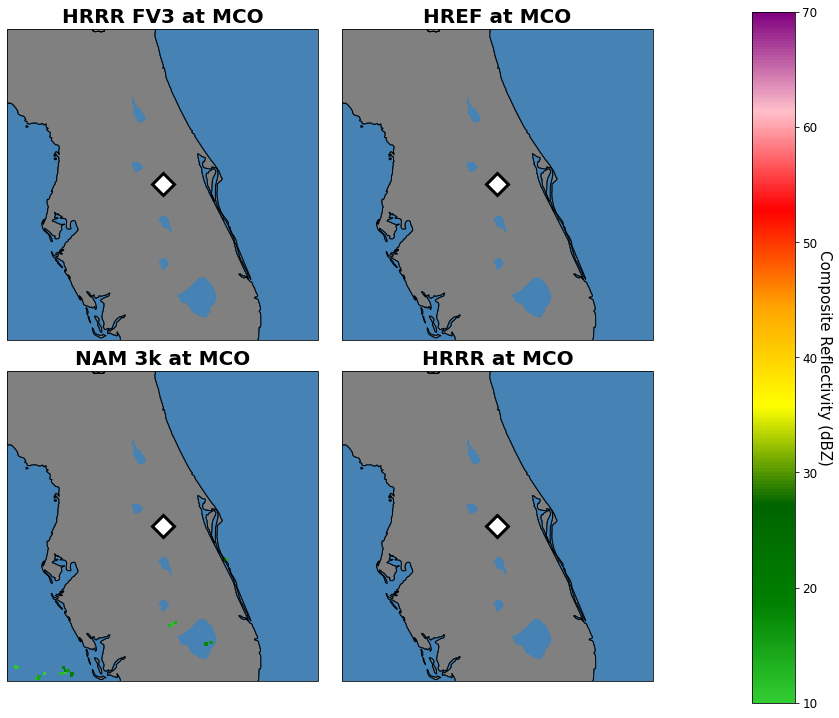 HRRR FV3 at MCO
HREF at MCO
NAM 3k at MCO
HRRR at MCO
70
60
50
40
30
20
10
Composite Reflectivity (dBZ)